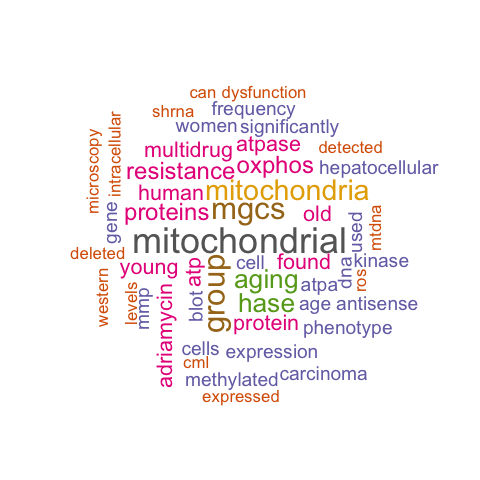 can dysfunction
shrna frequency
women significantly
microscopy
intracellular
multidrug atpase detected
resistance oxphos hepatocellular
human mitochondria
gene
proteins mgcs old used mtdna
mitochondrial
deleted
young atp group cell found dna kinase
western levels mmp
aging atpa ros
adriamycin blot hase age antisense
protein phenotype
cells expression
cml
methylated carcinoma
expressed